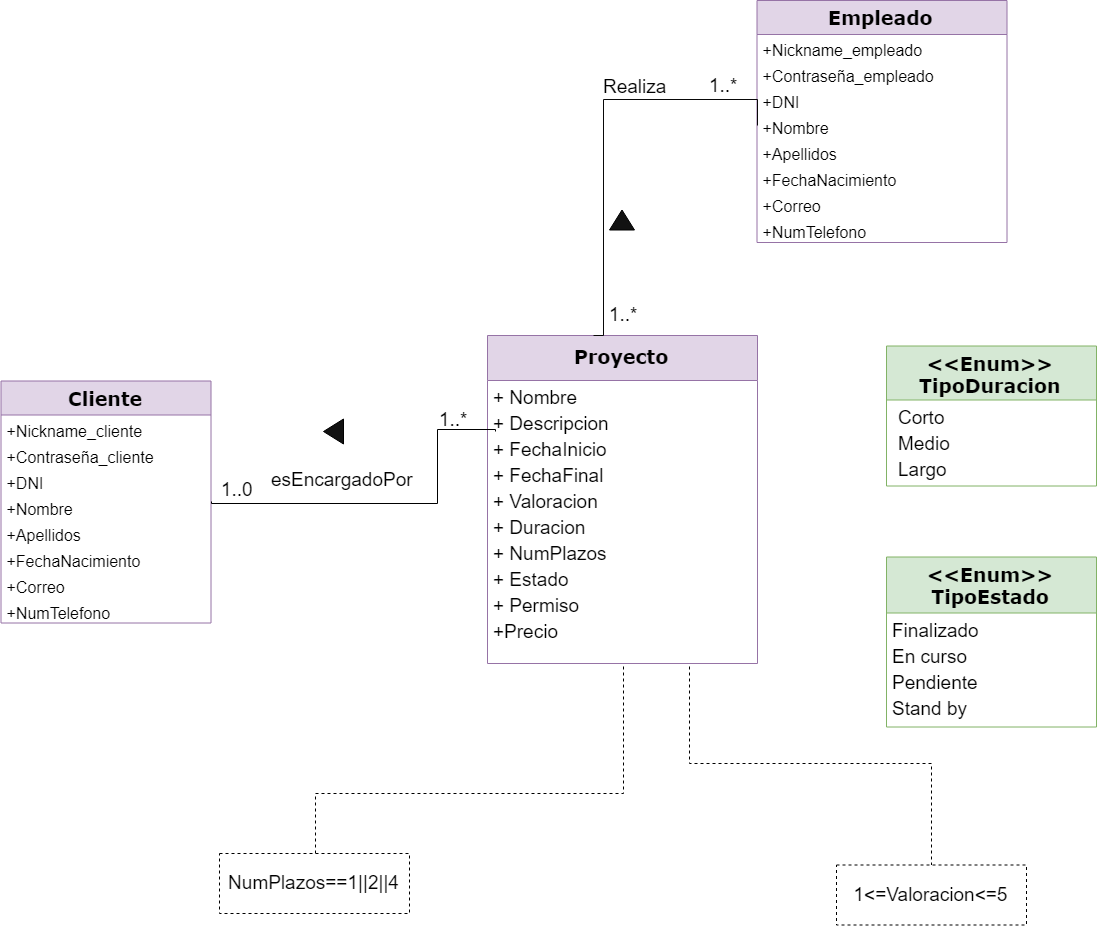 Empleado
+Nickname_empleado
+Contraseña_empleado
+DNI
+Nombre
+Apellidos
+FechaNacimiento
+Correo
+NumTelefono
Realiza
1..*
1..*
Proyecto
+ Nombre
+ Descripcion
+ FechaInicio
+ FechaFinal
+ Valoracion
+ Duracion
+ NumPlazos
+ Estado
+ Permiso
+Precio
Cliente
+Nickname_cliente
+Contraseña_cliente
+DNI
+Nombre
+Apellidos
+FechaNacimiento
+Correo
+NumTelefono
1..*
esEncargadoPor
1..0
<<Enum>>
TipoDuracion
Corto
Medio
Largo
<<Enum>>
TipoEstado
Finalizado
En curso
Pendiente
Stand by
NumPlazos==1||2||4
1<=Valoracion<=5